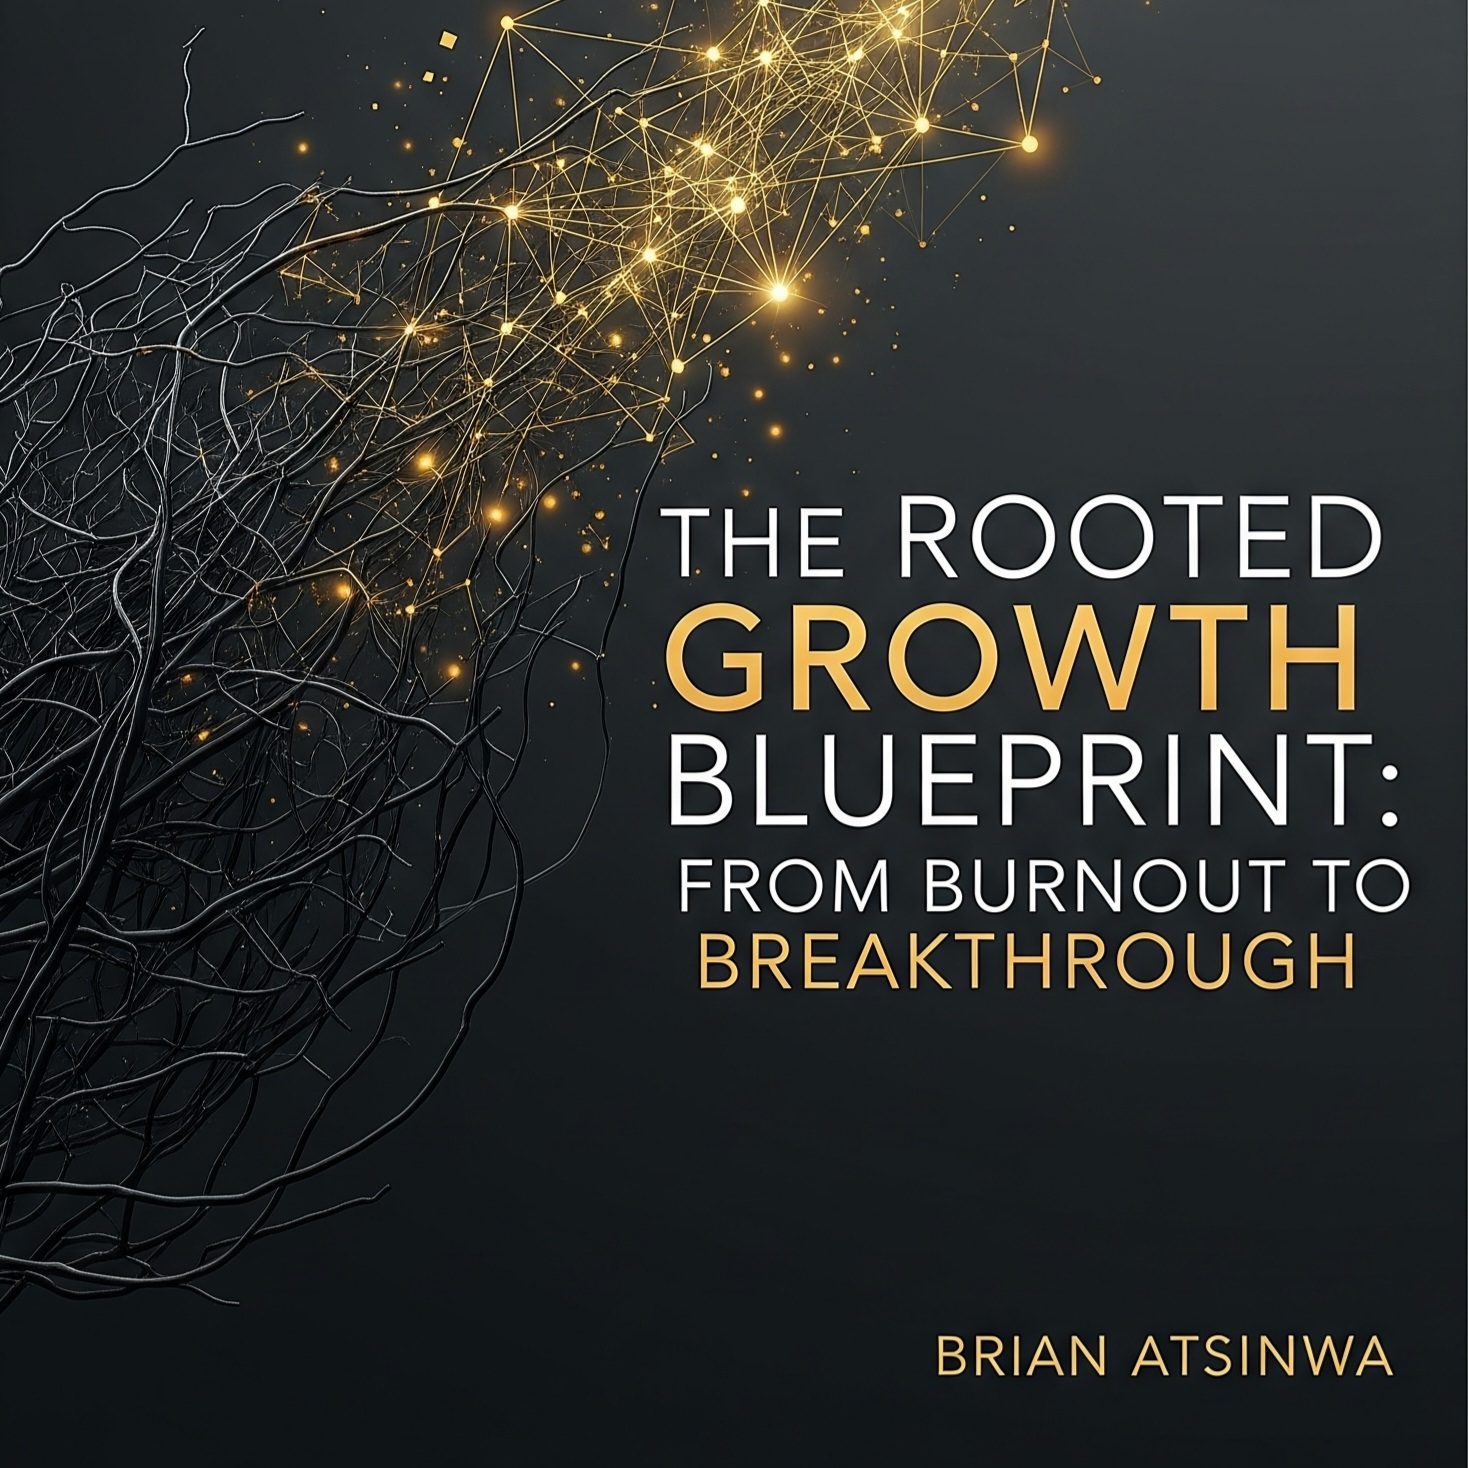 THE ROOTED
GROWTH
BLUEPRINT:
FROM BURNOUT TO
BREAKTHROUGH
BRIAN ATSINWA